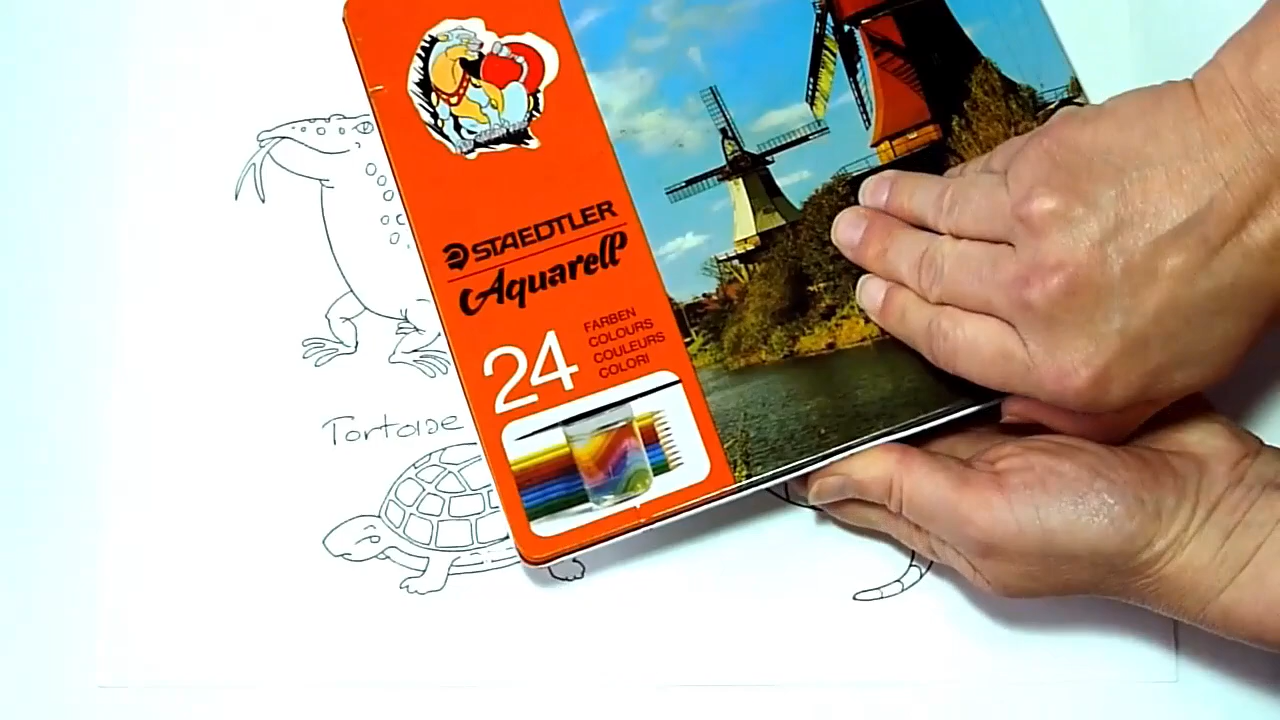 STAEDTLER
Aquarell
24
FARBEN
COLOURS
COULEURS
COLORI
Tortoise